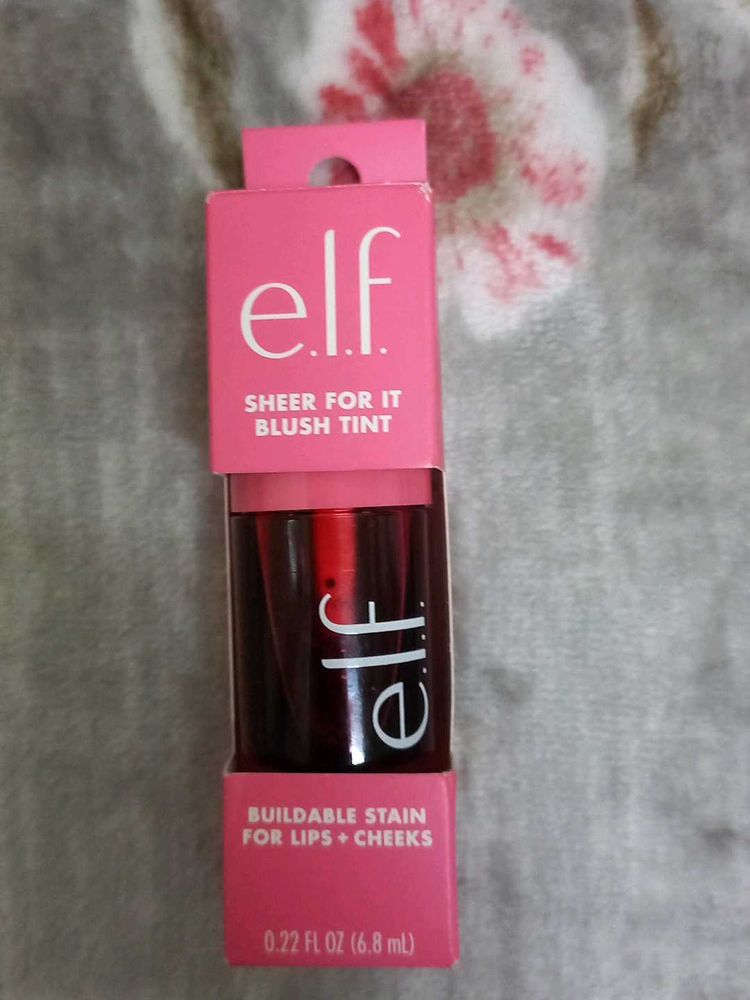 e.l.f.
SHEER FOR IT
BLUSH TINT
e.l.f.
BUILDABLE STAIN
FOR LIPS + CHEEKS
0.22 FL OZ (6.8 mL)